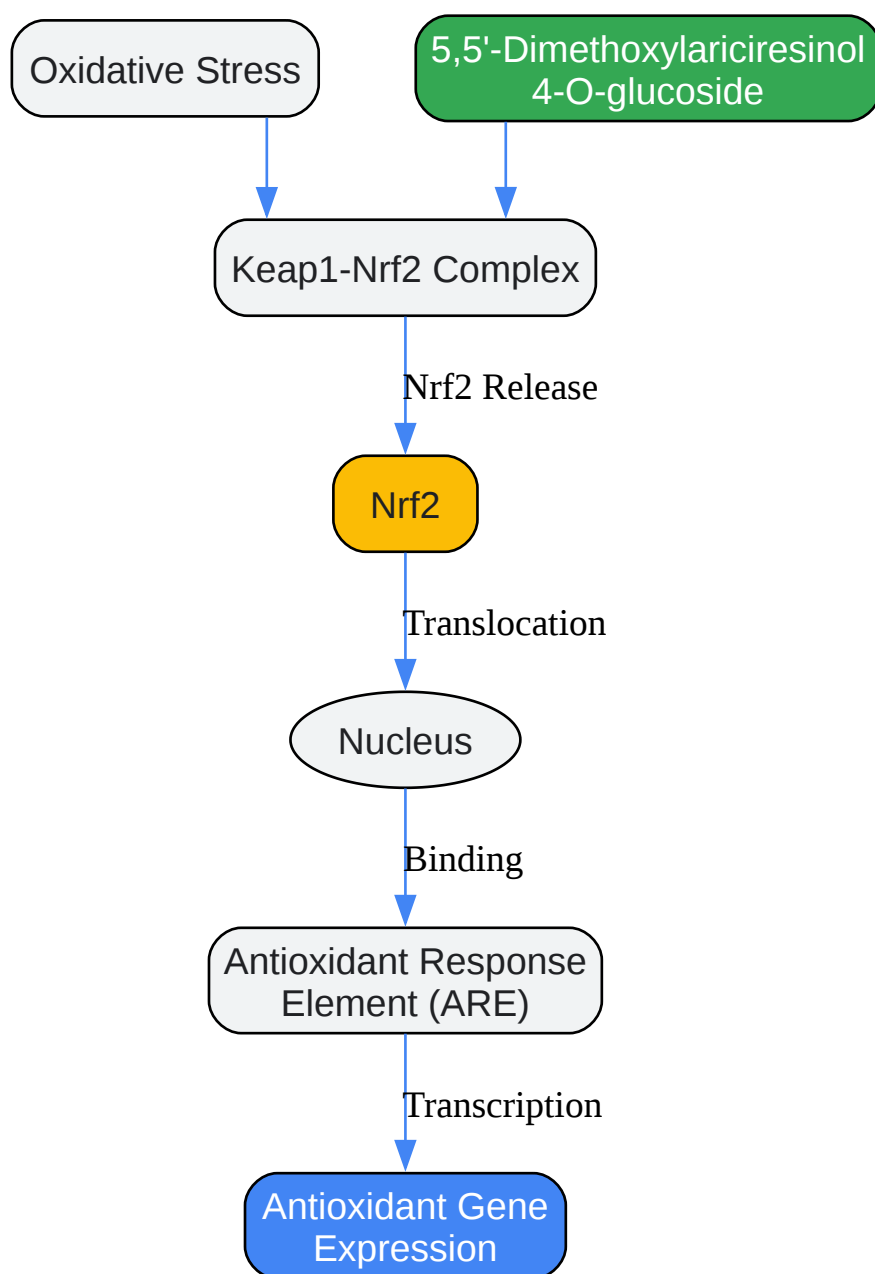 Oxidative Stress
5,5'-Dimethoxylariciresinol
4-O-glucoside
Keap1-Nrf2 Complex
Nrf2 Release
Nrf2
Translocation
Nucleus
Binding
Antioxidant Response
Element (ARE)
Transcription
Antioxidant Gene
Expression